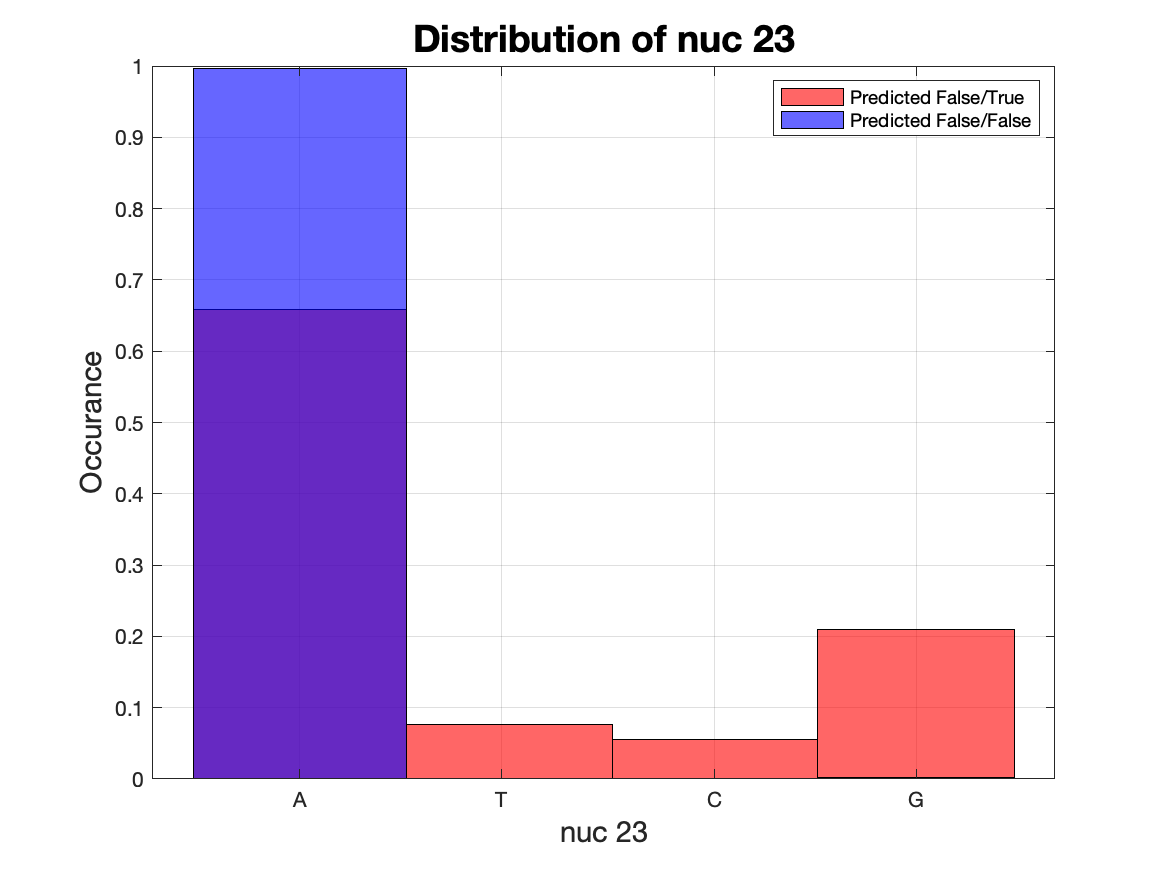 Distribution of nuc 23
Predicted False/True
Predicted False/False
Occurance
1
0.9
0.8
0.7
0.6
0.5
0.4
0.3
0.2
0.1
0
A T C G
nuc 23